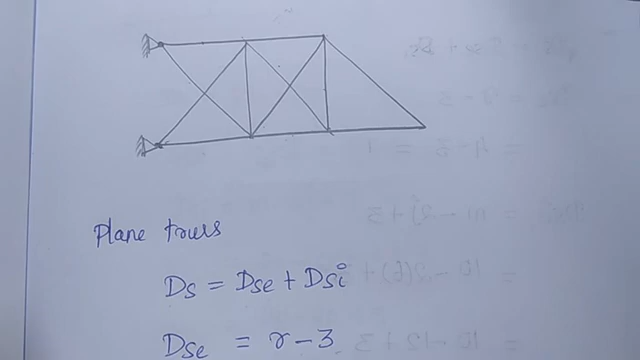 Plane truss
Ds = Dse + Dsi
Dse = r - 3